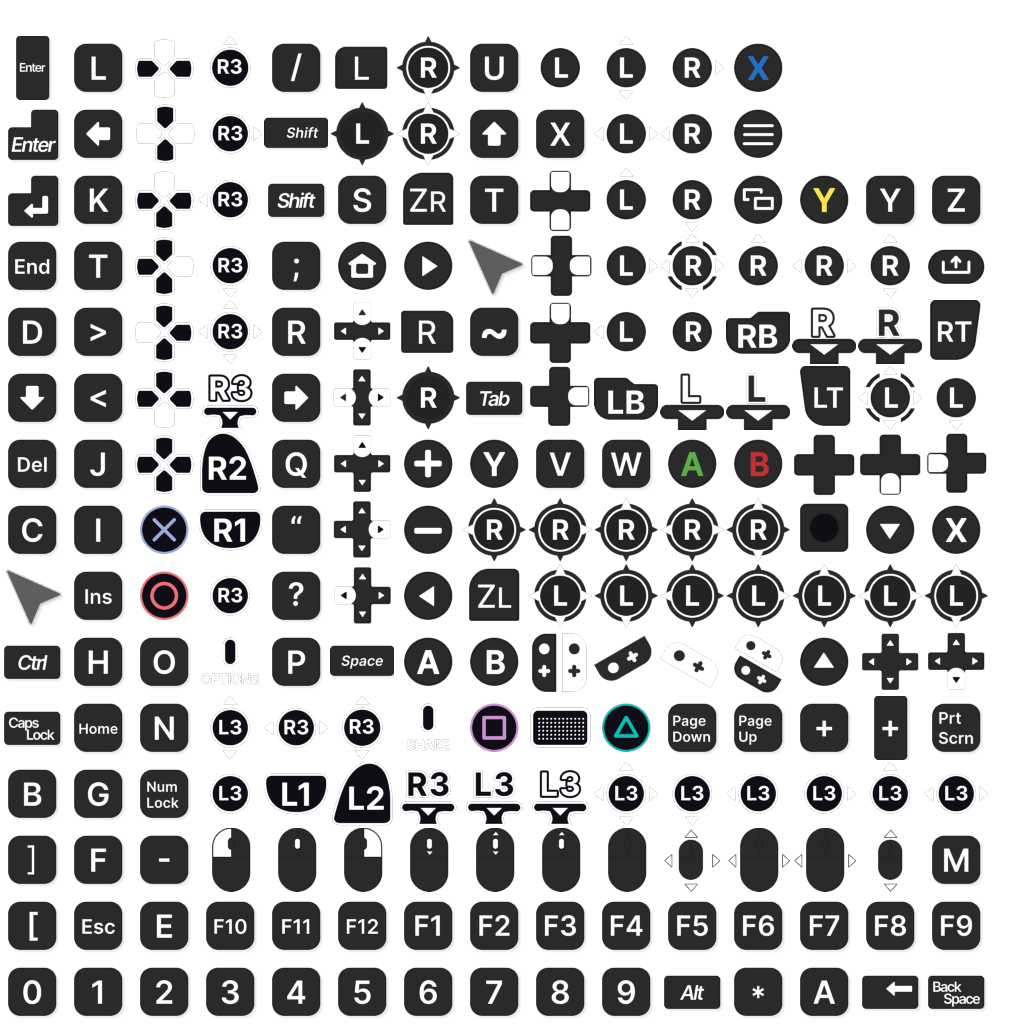 Enter L R3 / L R U L L R X
Enter R3 Shift L R X L R
K R3 Shift S ZR T L R Y Y Z
End T R3 ; L R R R R
D > R3 R R ~ L R RB R R RT
< R3 R Tab LB L L LT L L
Del J R2 Q + Y V W A B
C I R1 “ − R R R R R X
Ins R3 ? ZL L L L L L L L
Ctrl H O OPTIONS P Space A B
Caps Lock Home N L3 R3 R3 SHARE Page Down Page Up + + Prt Scrn
B G Num Lock L3 L1 L2 R3 L3 L3 L3 L3 L3 L3 L3 L3
] F - M
[ Esc E F10 F11 F12 F1 F2 F3 F4 F5 F6 F7 F8 F9
0 1 2 3 4 5 6 7 8 9 Alt * A Back Space